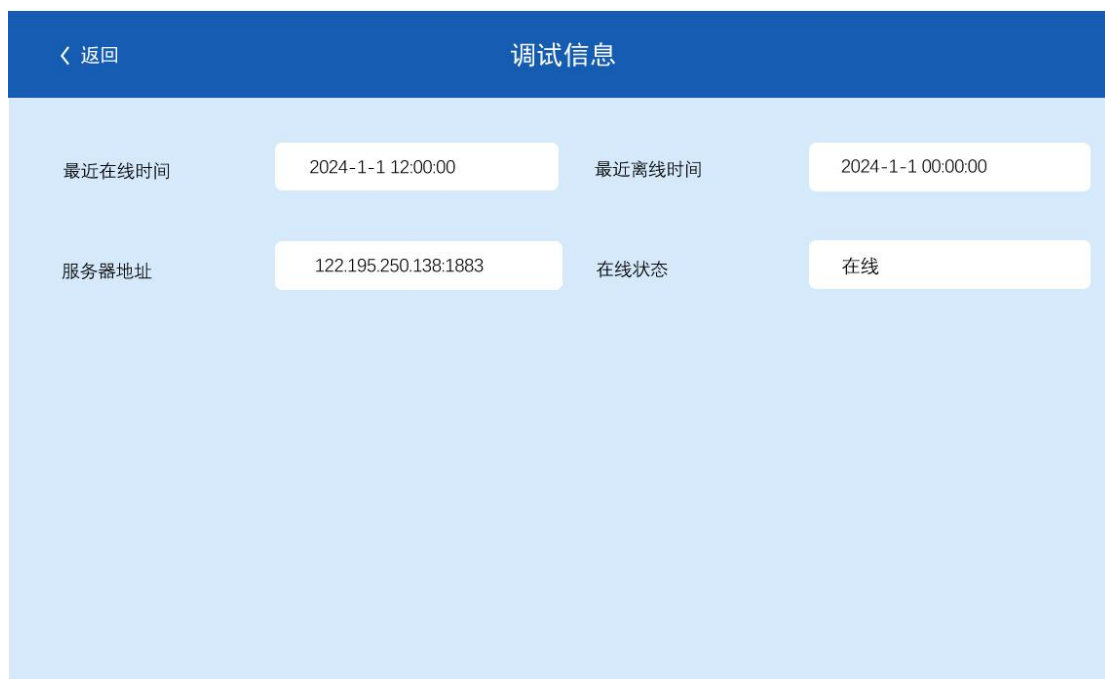 返回
调试信息
最近在线时间
2024-1-1 12:00:00
最近离线时间
2024-1-1 00:00:00
服务器地址
122.195.250.138:1883
在线状态
在线